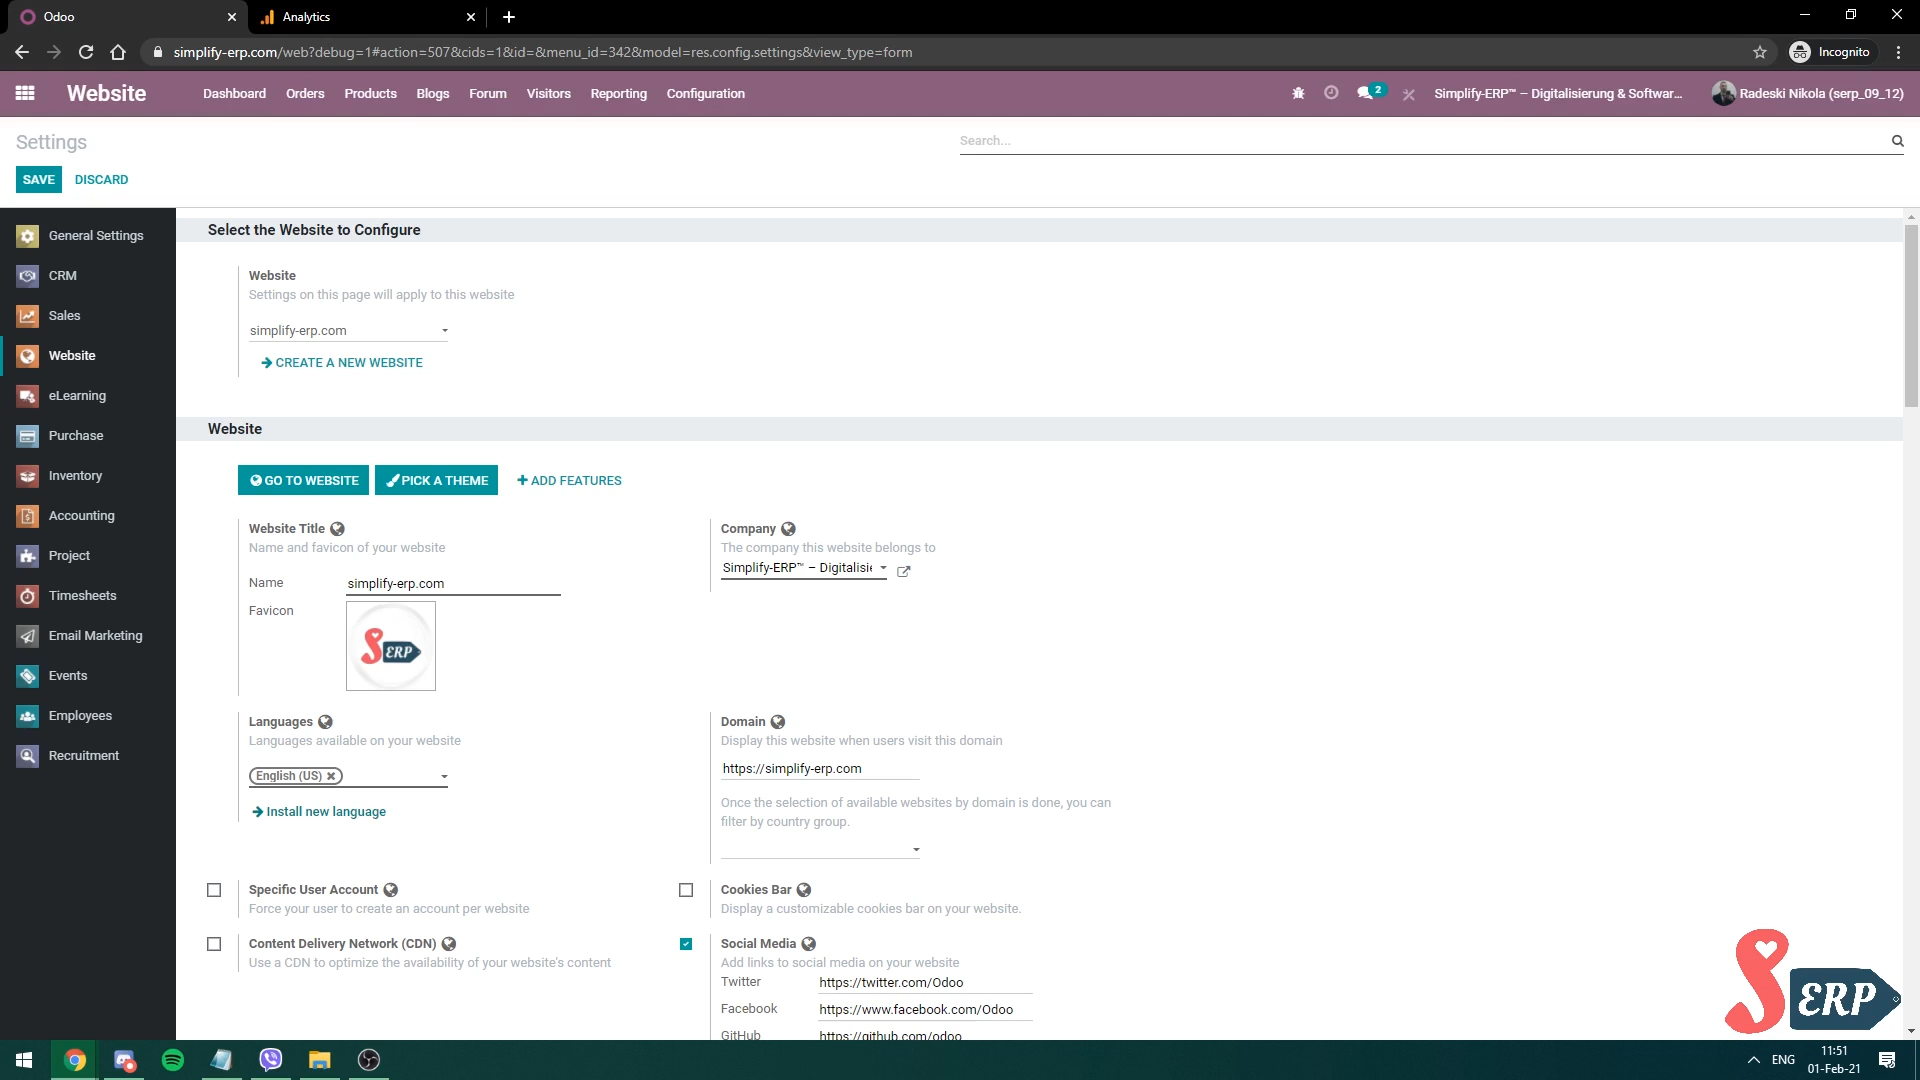 Odoo
Analytics
simplify-erp.com/web?debug=1#action=507&cids=1&id=&menu_id=342&model=res.config.settings&view_type=form
Incognito
Website
Dashboard
Orders
Products
Blogs
Forum
Visitors
Reporting
Configuration
2
Simplify-ERP™ – Digitalisierung & Softwar...
Radeski Nikola (serp_09_12)
Settings
Search...
SAVE
DISCARD
General Settings
CRM
Sales
Website
eLearning
Purchase
Inventory
Accounting
Project
Timesheets
Email Marketing
Events
Employees
Recruitment
Select the Website to Configure
Website
Settings on this page will apply to this website
simplify-erp.com
CREATE A NEW WEBSITE
Website
GO TO WEBSITE
PICK A THEME
+ ADD FEATURES
Website Title
Name and favicon of your website
Name
simplify-erp.com
Favicon
S ERP
Company
The company this website belongs to
Simplify-ERP™ – Digitalisie
Languages
Languages available on your website
English (US) ×
Install new language
Domain
Display this website when users visit this domain
https://simplify-erp.com
Once the selection of available websites by domain is done, you can
filter by country group.
Specific User Account
Force your user to create an account per website
Cookies Bar
Display a customizable cookies bar on your website.
Content Delivery Network (CDN)
Use a CDN to optimize the availability of your website's content
Social Media
Add links to social media on your website
Twitter
https://twitter.com/Odoo
Facebook
https://www.facebook.com/Odoo
GitHub
https://github.com/odoo
S ERP
ENG
11:51
01-Feb-21